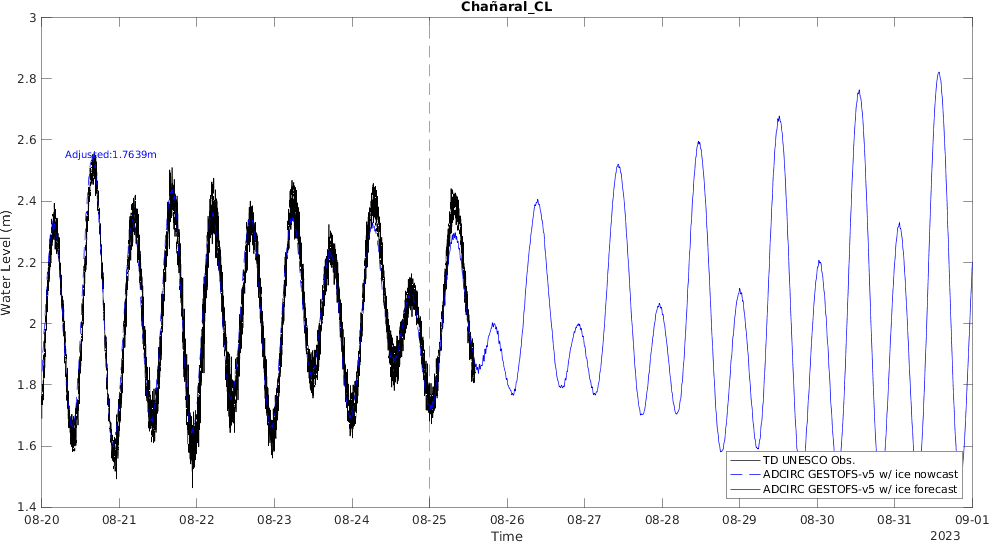 Chañaral_CL
3
2.8
2.6
2.4
2.2
2
1.8
1.6
1.4
Water Level (m)
Adjusted:1.7639m
TD UNESCO Obs.
ADCIRC GESTOFS-v5 w/ ice nowcast
ADCIRC GESTOFS-v5 w/ ice forecast
08-20 08-21 08-22 08-23 08-24 08-25 08-26 08-27 08-28 08-29 08-30 08-31 09-01
Time
2023